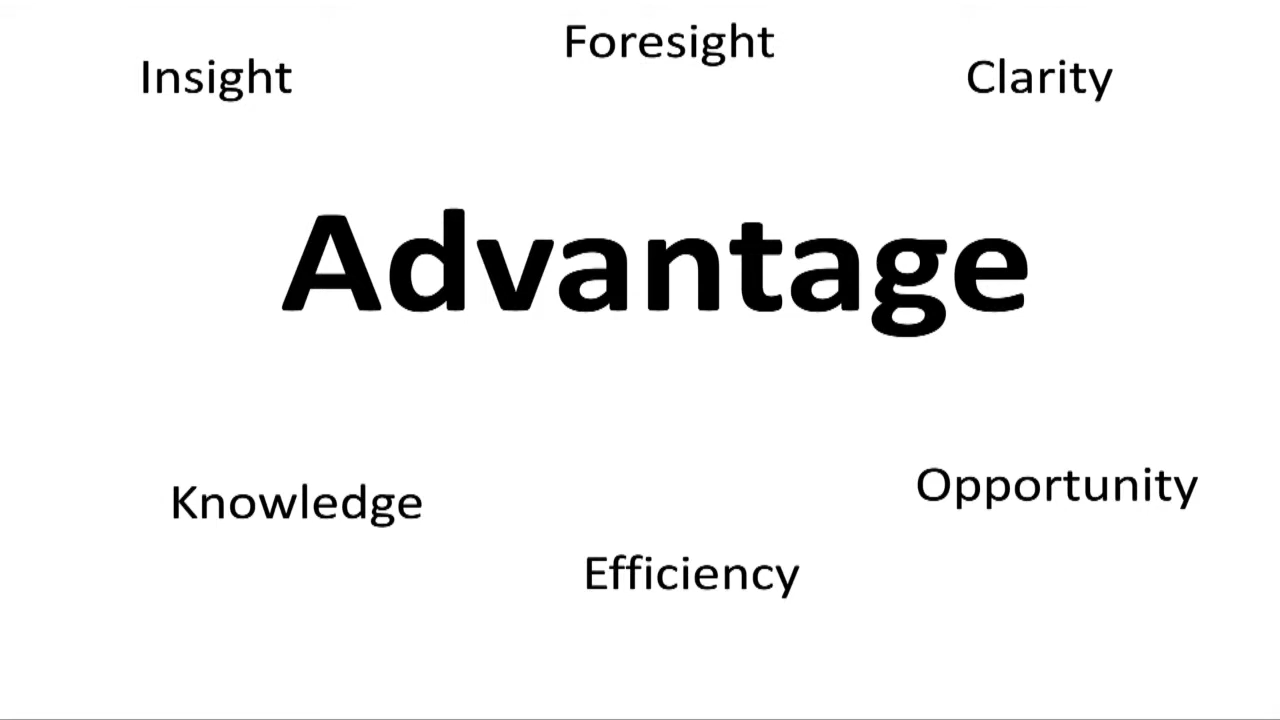 Foresight
Insight
Clarity
Advantage
Opportunity
Knowledge
Efficiency